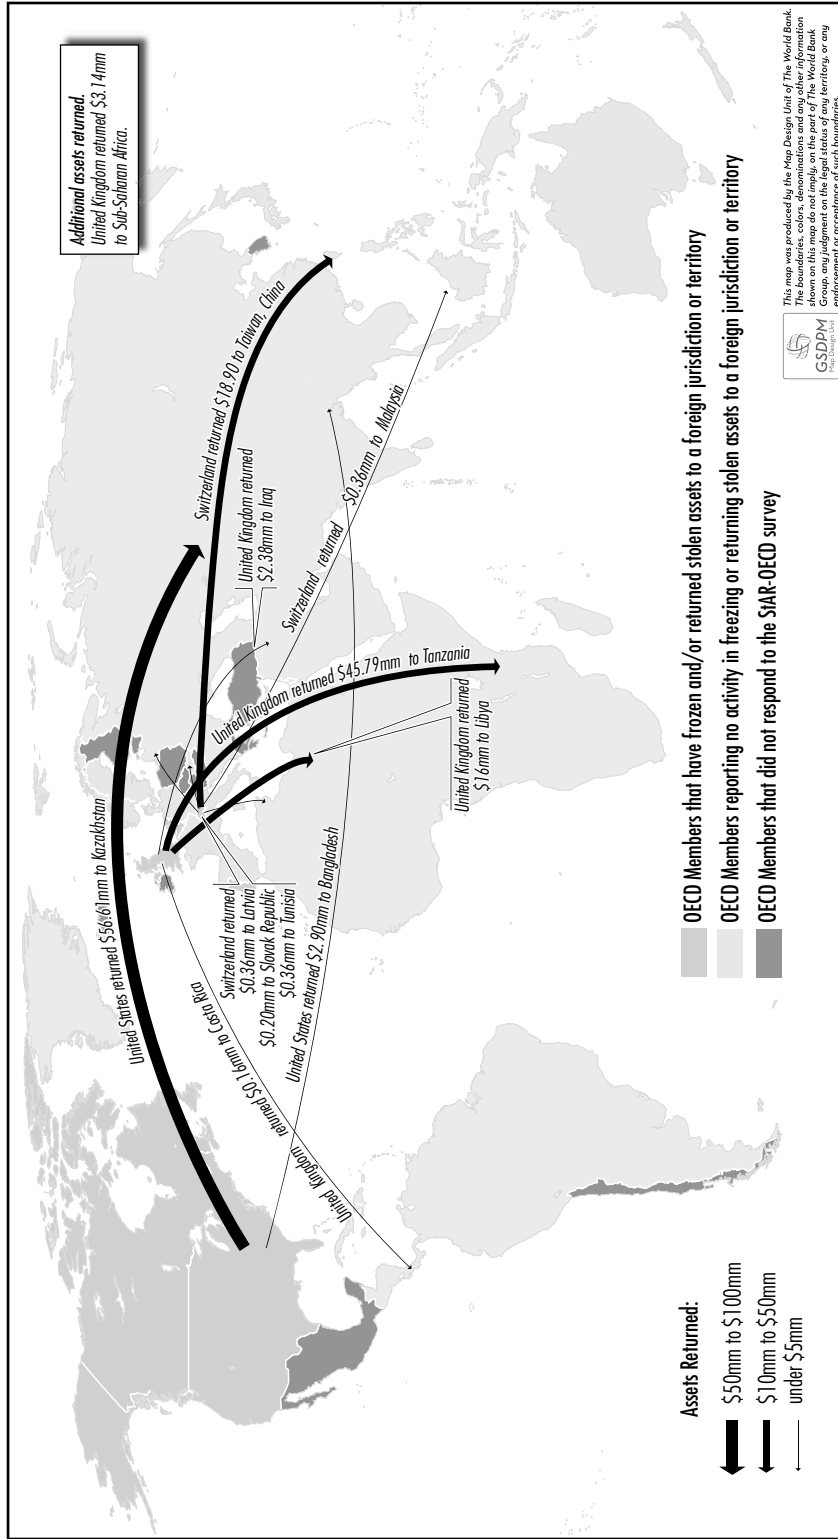 Additional assets returned.
United Kingdom returned $3.14mm
to Sub-Saharan Africa.
United States returned $56.61mm to Kazakhstan
Switzerland returned $18.90 to Taiwan, China
United Kingdom returned
$2.38mm to Iraq
Switzerland returned $0.36mm to Malaysia
United Kingdom returned $45.79mm to Tanzania
United Kingdom returned
$16mm to Libya
Switzerland returned
$0.36mm to Latvia
$0.20mm to Slovak Republic
$0.36mm to Tunisia
United Kingdom returned $0.16mm to Costa Rica
United States returned $2.90mm to Bangladesh
Assets Returned:
$50mm to $100mm
$10mm to $50mm
under $5mm
OECD Members that have frozen and/or returned stolen assets to a foreign jurisdiction or territory
OECD Members reporting no activity in freezing or returning stolen assets to a foreign jurisdiction or territory
OECD Members that did not respond to the StAR-OECD survey
GSDPM
Map Design Unit
This map was produced by the Map Design Unit of The World Bank.
The boundaries, colors, denominations and any other information
shown on this map do not imply, on the part of The World Bank
Group, any judgment on the legal status of any territory, or any
endorsement or acceptance of such boundaries.